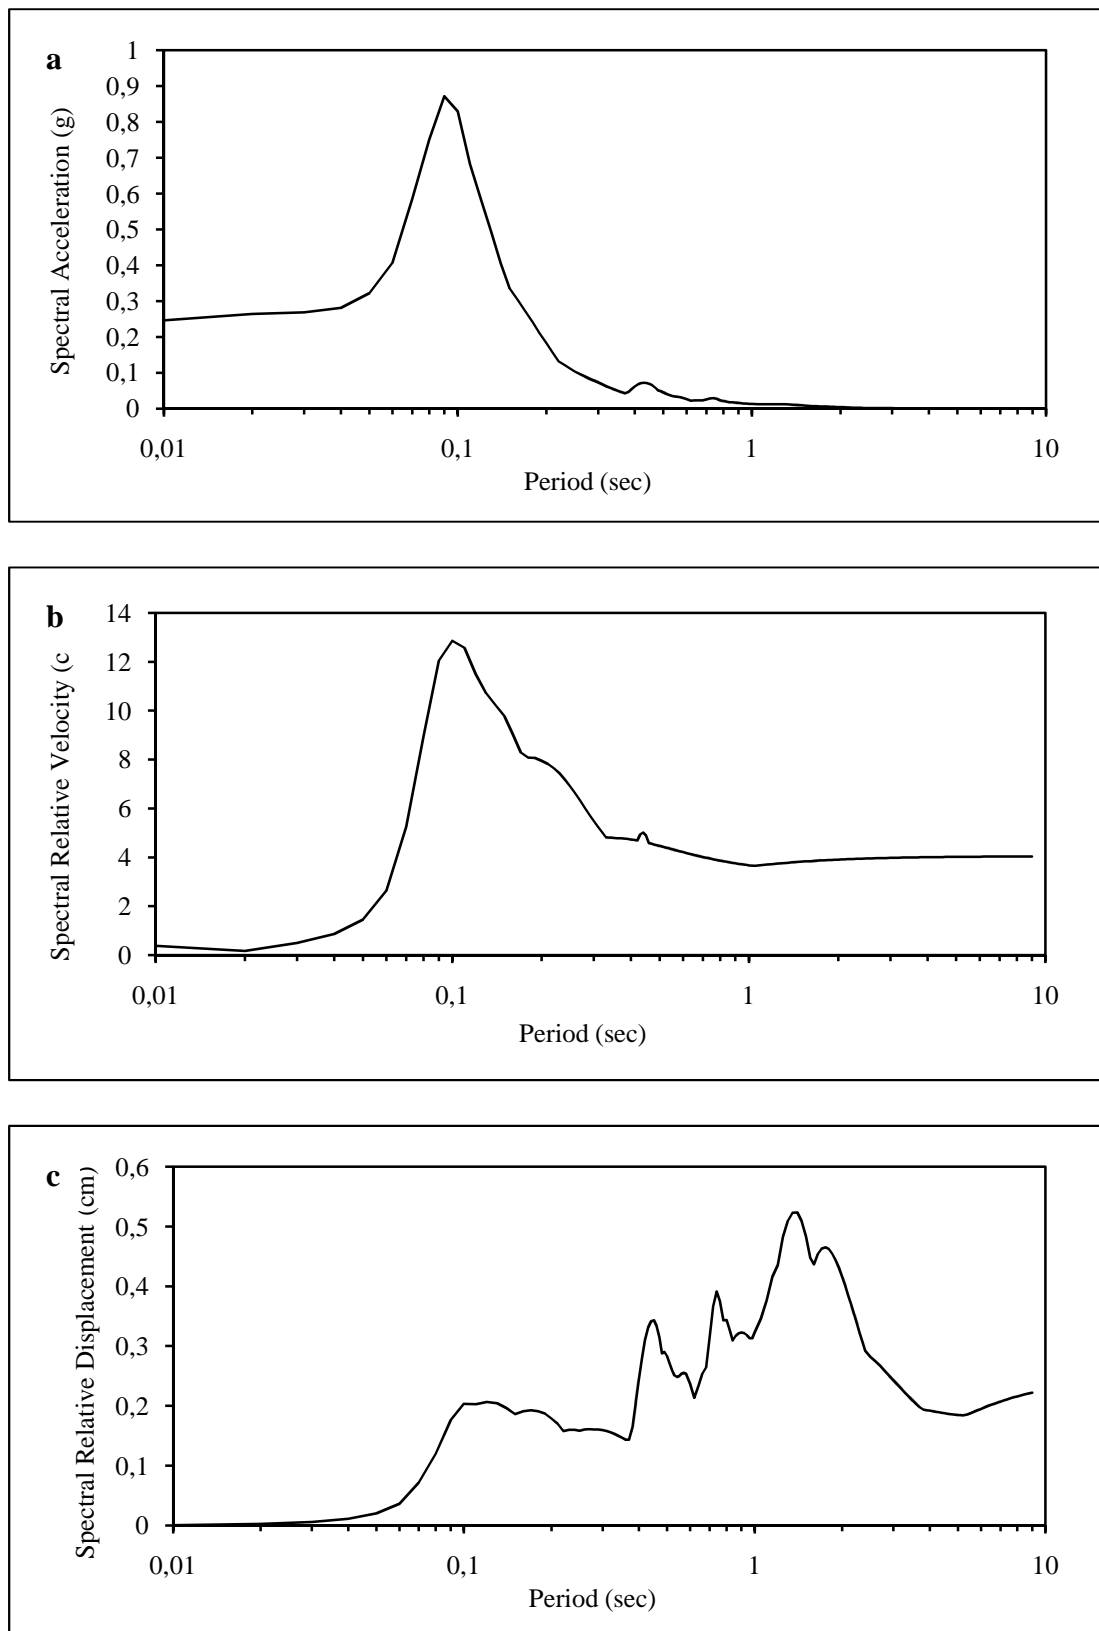 a
Spectral Acceleration (g)
1
0,9
0,8
0,7
0,6
0,5
0,4
0,3
0,2
0,1
0
0,01 0,1 1 10
Period (sec)
b
Spectral Relative Velocity (c
14
12
10
8
6
4
2
0
0,01 0,1 1 10
Period (sec)
c
Spectral Relative Displacement (cm)
0,6
0,5
0,4
0,3
0,2
0,1
0
0,01 0,1 1 10
Period (sec)